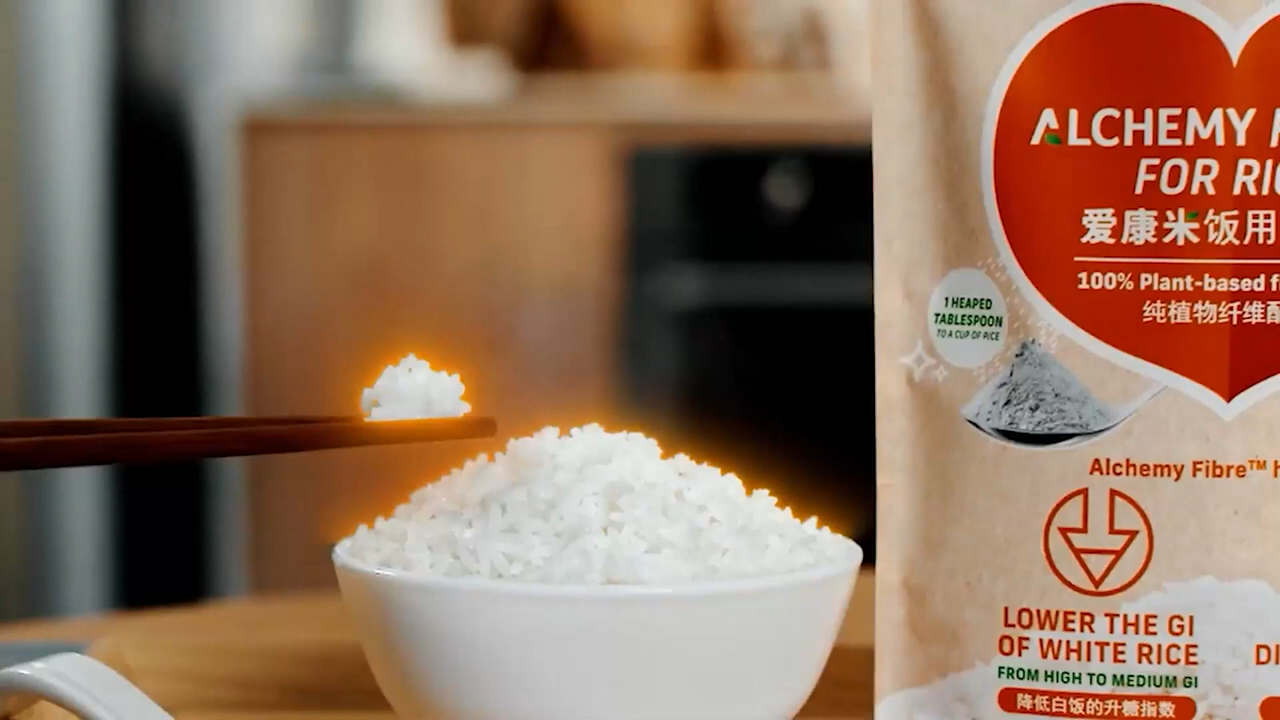 ALCHEMY
FOR
爱康米饭用
100% Plant-based
纯植物纤维
1 HEAPED
TABLESPOON
TO A CUP OF RICE
Alchemy Fibre™
LOWER THE GI
OF WHITE RICE
FROM HIGH TO MEDIUM GI
降低白饭的升糖指数